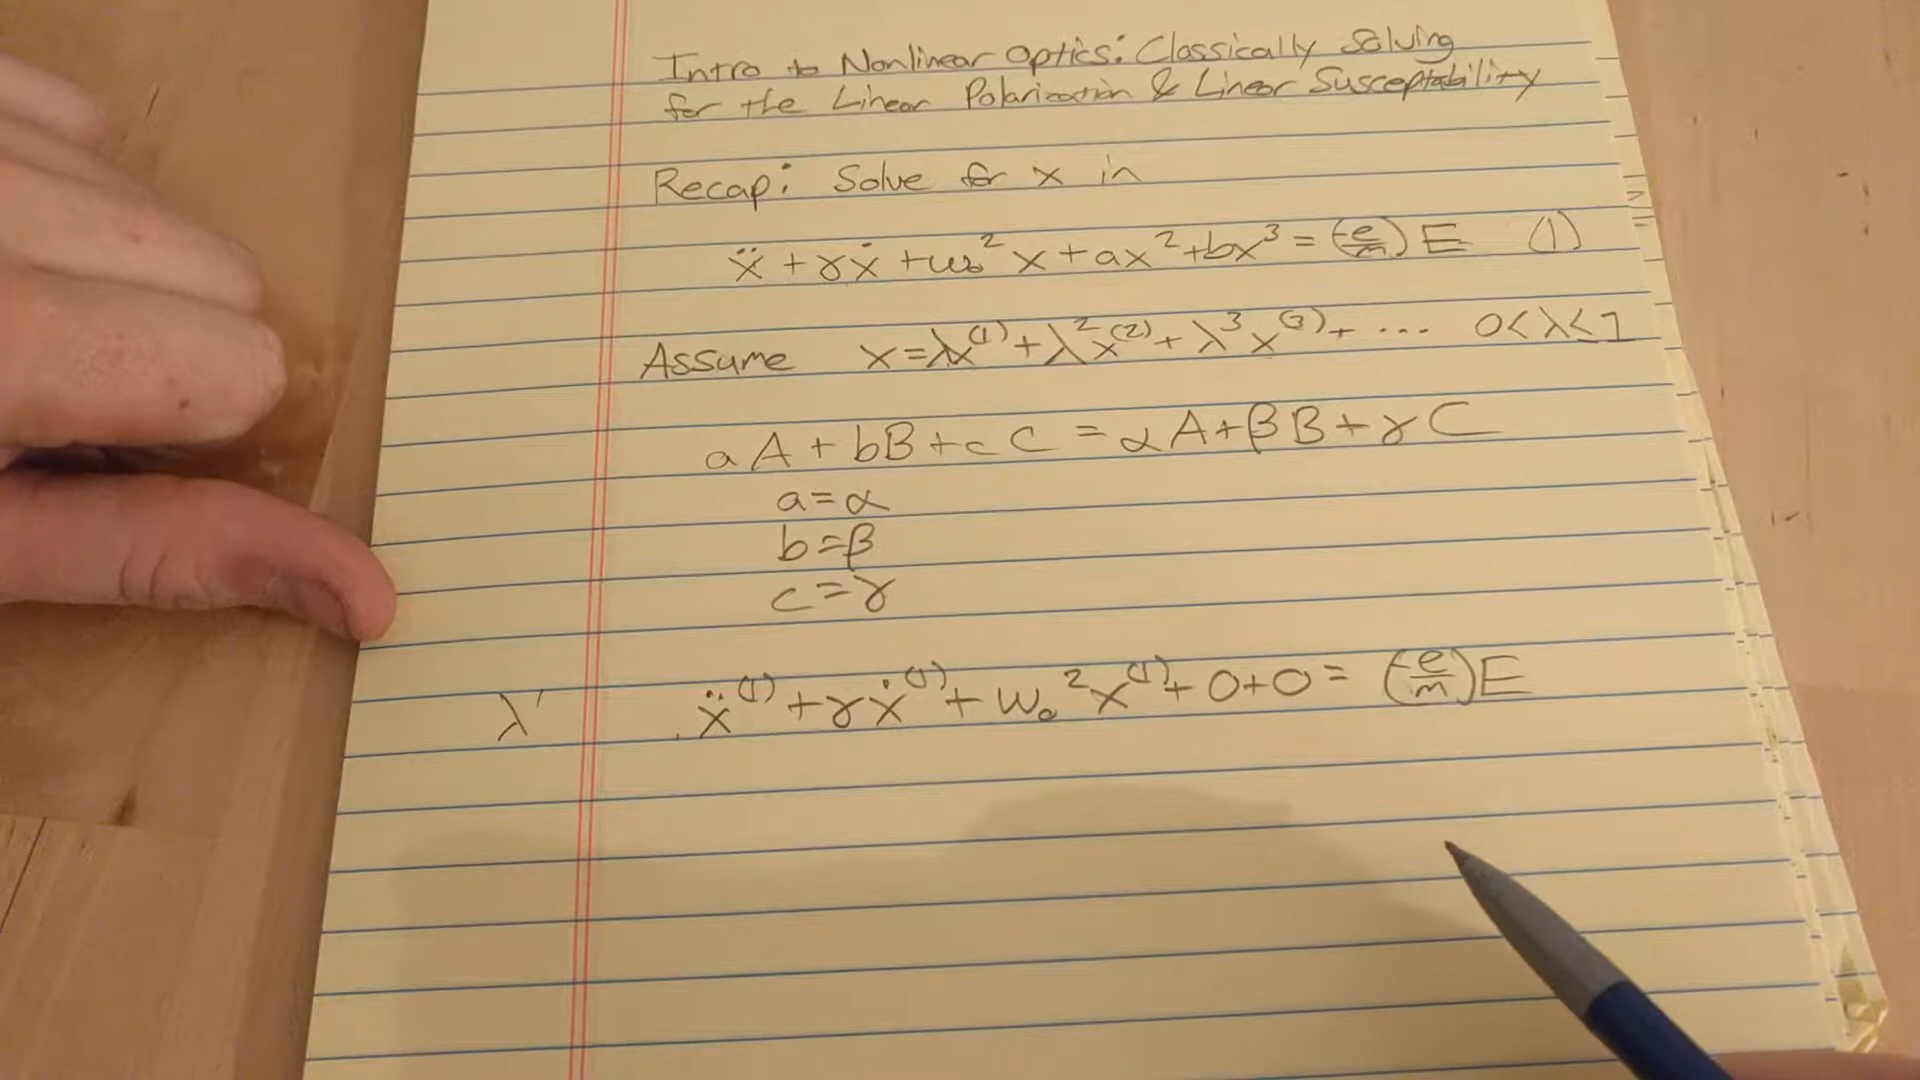 Intro to Nonlinear Optics: Classically Solving
for the Linear Polarization & Linear Susceptability
Recap: Solve for x in
ẍ + γẋ + ω₀²x + ax² + bx³ = (-e/m) E (1)
Assume x = λx⁽¹⁾ + λ²x⁽²⁾ + λ³x⁽³⁾ + ... 0 < λ ≤ 1
aA + bB + cC = αA + βB + γC
a = α
b = β
c = γ
λ¹ ẍ⁽¹⁾ + γẋ⁽¹⁾ + ω₀²x⁽¹⁾ + 0 + 0 = (-e/m) E